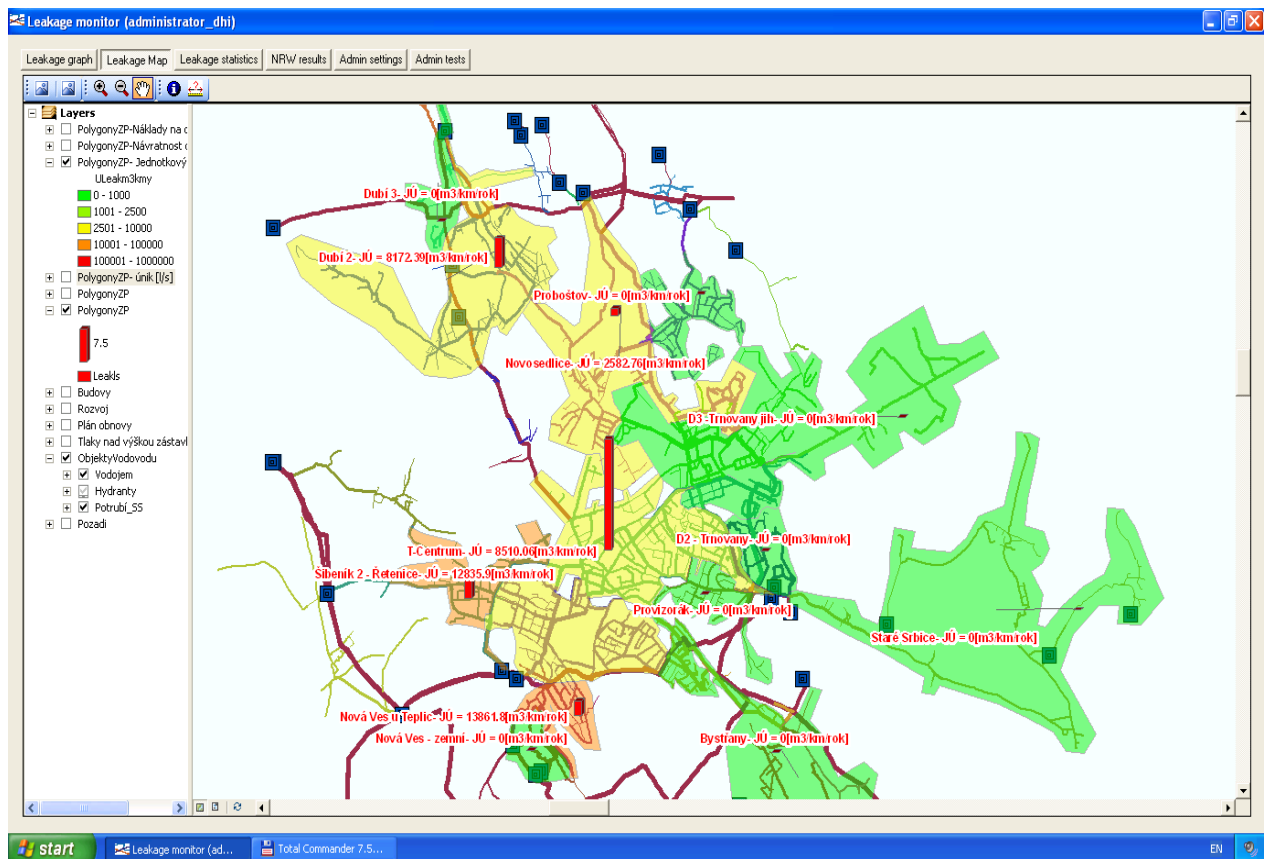 Leakage monitor (administrator_dhi)
Leakage graph
Leakage Map
Leakage statistics
NRW results
Admin settings
Admin tests
Layers
PolygonyZP-Náklady na c
PolygonyZP-Návratnost c
PolygonyZP- Jednotkový
ULeakm3kmy
0 - 1000
1001 - 2500
2501 - 10000
10001 - 100000
100001 - 1000000
PolygonyZP- únik [l/s]
PolygonyZP
PolygonyZP
7.5
Leakls
Budovy
Rozvoj
Plán obnovy
Tlaky nad výškou zástavl
ObjektyVodovodu
Vodojem
Hydranty
Potrubí_SS
Pozadi
Dubí 3- JÚ = 0[m3/km/rok]
Dubí 2- JÚ = 8172.39[m3/km/rok]
Proboštov- JÚ = 0[m3/km/rok]
Novosedlice- JÚ = 2582.76[m3/km/rok]
D3 -Trnovany jih- JÚ = 0[m3/km/rok]
D2 - Trnovany- JÚ = 0[m3/km/rok]
T-Centrum- JÚ = 8510.06[m3/km/rok]
Šibeník 2 - Řetenice- JÚ = 12835.9[m3/km/rok]
Provizorák- JÚ = 0[m3/km/rok]
Staré Srbice- JÚ = 0[m3/km/rok]
Nová Ves u Teplic- JÚ = 13861.8[m3/km/rok]
Nová Ves - zemní- JÚ = 0[m3/km/rok]
Bystrany- JÚ = 0[m3/km/rok]
start
Leakage monitor (ad...
Total Commander 7.5...
EN